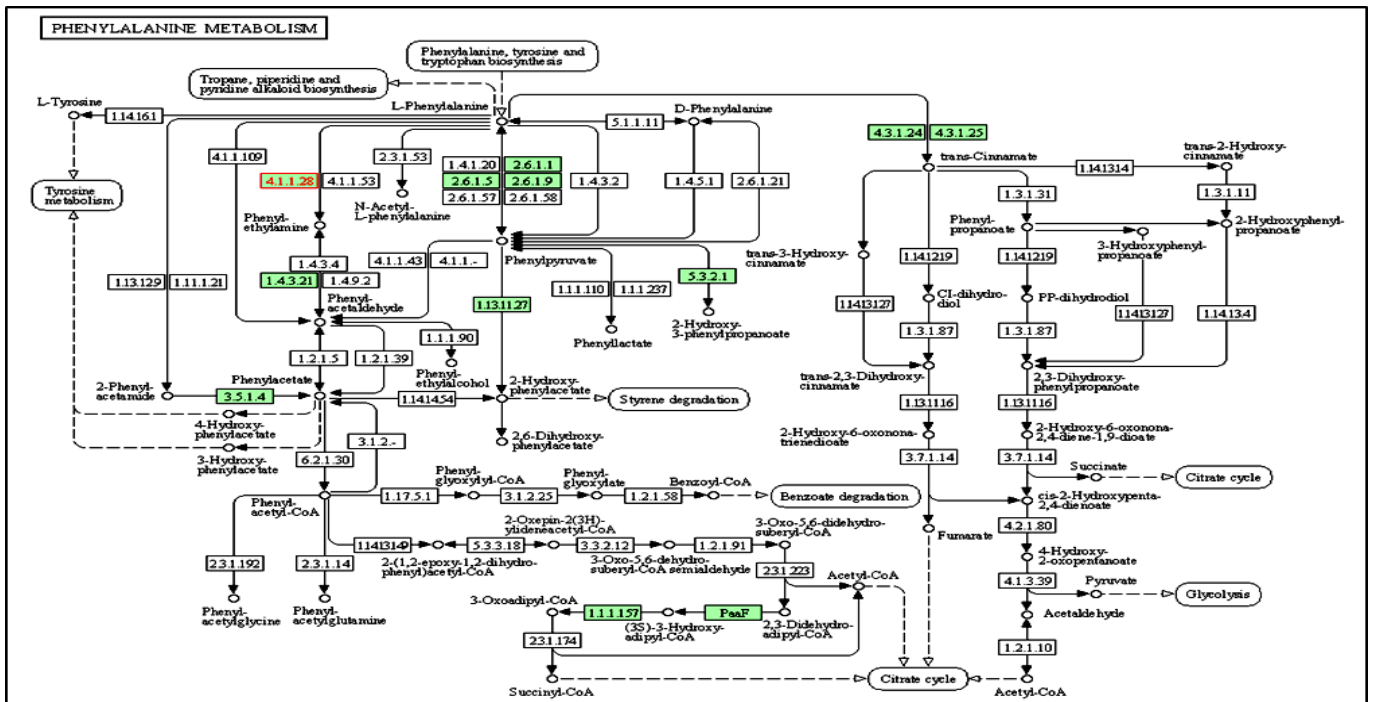 PHENYLALANINE METABOLISM
Phenylalanine, tyrosine and
tryptophan biosynthesis
Tropane, piperidine and
pyridine alkaloid biosynthesis
L-Tyrosine
1.14.16.1
L-Phenylalanine
5.1.1.11
D-Phenylalanine
4.3.1.24
4.3.1.25
trans-Cinnamate
1.14.13.14
trans-2-Hydroxy-
cinnamate
4.1.1.109
2.3.1.53
1.4.1.20
2.6.1.1
4.1.1.28
4.1.1.53
2.6.1.5
2.6.1.9
1.4.3.2
1.4.5.1
2.6.1.21
2.6.1.57
2.6.1.58
1.3.1.31
1.3.1.11
Tyrosine
metabolism
N-Acetyl-
L-phenylalanine
Phenyl-
ethylamine
Phenyl-
propanoate
2-Hydroxyphenyl-
propanoate
3-Hydroxyphenyl-
propanoate
trans-3-Hydroxy-
cinnamate
Phenylpyruvate
1.4.3.4
4.1.1.43
4.1.1.-
1.14.12.19
1.14.12.19
1.13.12.9
1.11.1.21
1.4.3.21
1.4.9.2
5.3.2.1
Phenyl-
acetaldehyde
1.13.11.27
1.1.1.110
1.1.1.237
CI-dihydro-
diol
PP-dihydrodiol
1.14.13.127
1.14.13.127
1.14.13.4
1.1.1.90
Phenyllactate
2-Hydroxy-
3-phenylpropanoate
1.3.1.87
1.3.1.87
1.2.1.5
1.2.1.39
Phenyl-
ethylalcohol
trans-2,3-Dihydroxy-
cinnamate
2,3-Dihydroxy-
phenylpropanoate
2-Phenyl-
acetamide
3.5.1.4
Phenylacetate
1.14.14.54
2-Hydroxy-
phenylacetate
Styrene degradation
1.13.11.16
1.13.11.16
4-Hydroxy-
phenylacetate
3.1.2.-
2,6-Dihydroxy-
phenylacetate
2-Hydroxy-6-oxonona-
trienedioate
2-Hydroxy-6-oxonona-
2,4-diene-1,9-dioate
3-Hydroxy-
phenylacetate
6.2.1.30
3.7.1.14
3.7.1.14
Succinate
Citrate cycle
Phenyl-
acetyl-CoA
1.17.5.1
Phenyl-
glyoxylyl-CoA
3.1.2.25
Phenyl-
glyoxylate
1.2.1.58
Benzoyl-CoA
Benzoate degradation
cis-2-Hydroxypenta-
2,4-dienoate
4.2.1.80
Fumarate
1.14.13.149
2-Oxepin-2(3H)-
ylideneacetyl-CoA
5.3.3.18
3.3.2.12
1.2.1.91
3-Oxo-5,6-didehydro-
suberyl-CoA
2-(1,2-epoxy-1,2-dihydro-
phenyl)acetyl-CoA
3-Oxo-5,6-dehydro-
suberyl-CoA semialdehyde
4-Hydroxy-
2-oxopentanoate
2.3.1.192
2.3.1.14
2.3.1.223
Acetyl-CoA
4.1.3.39
Pyruvate
Glycolysis
Acetaldehyde
Phenyl-
acetylglycine
Phenyl-
acetylglutamine
3-Oxoadipyl-CoA
1.1.1.157
PaaF
(3S)-3-Hydroxy-
adipyl-CoA
2,3-Didehydro-
adipyl-CoA
2.3.1.174
1.2.1.10
Succinyl-CoA
Citrate cycle
Acetyl-CoA